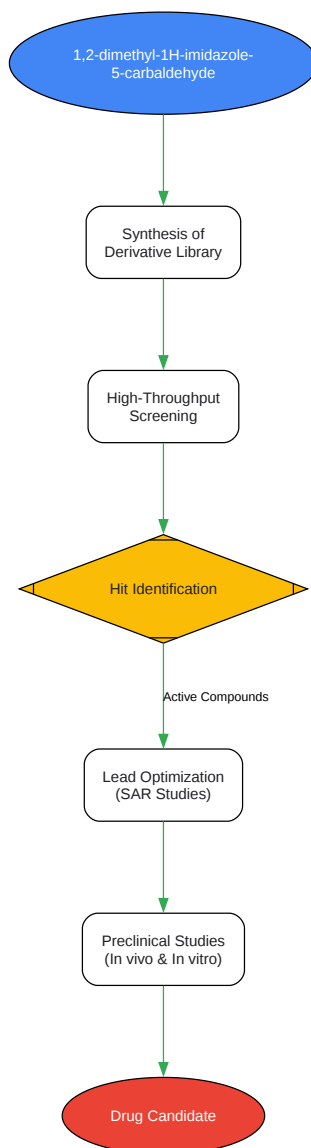 1,2-dimethyl-1H-imidazole-
5-carbaldehyde
Synthesis of
Derivative Library
High-Throughput
Screening
Hit Identification
Active Compounds
Lead Optimization
(SAR Studies)
Preclinical Studies
(In vivo & In vitro)
Drug Candidate